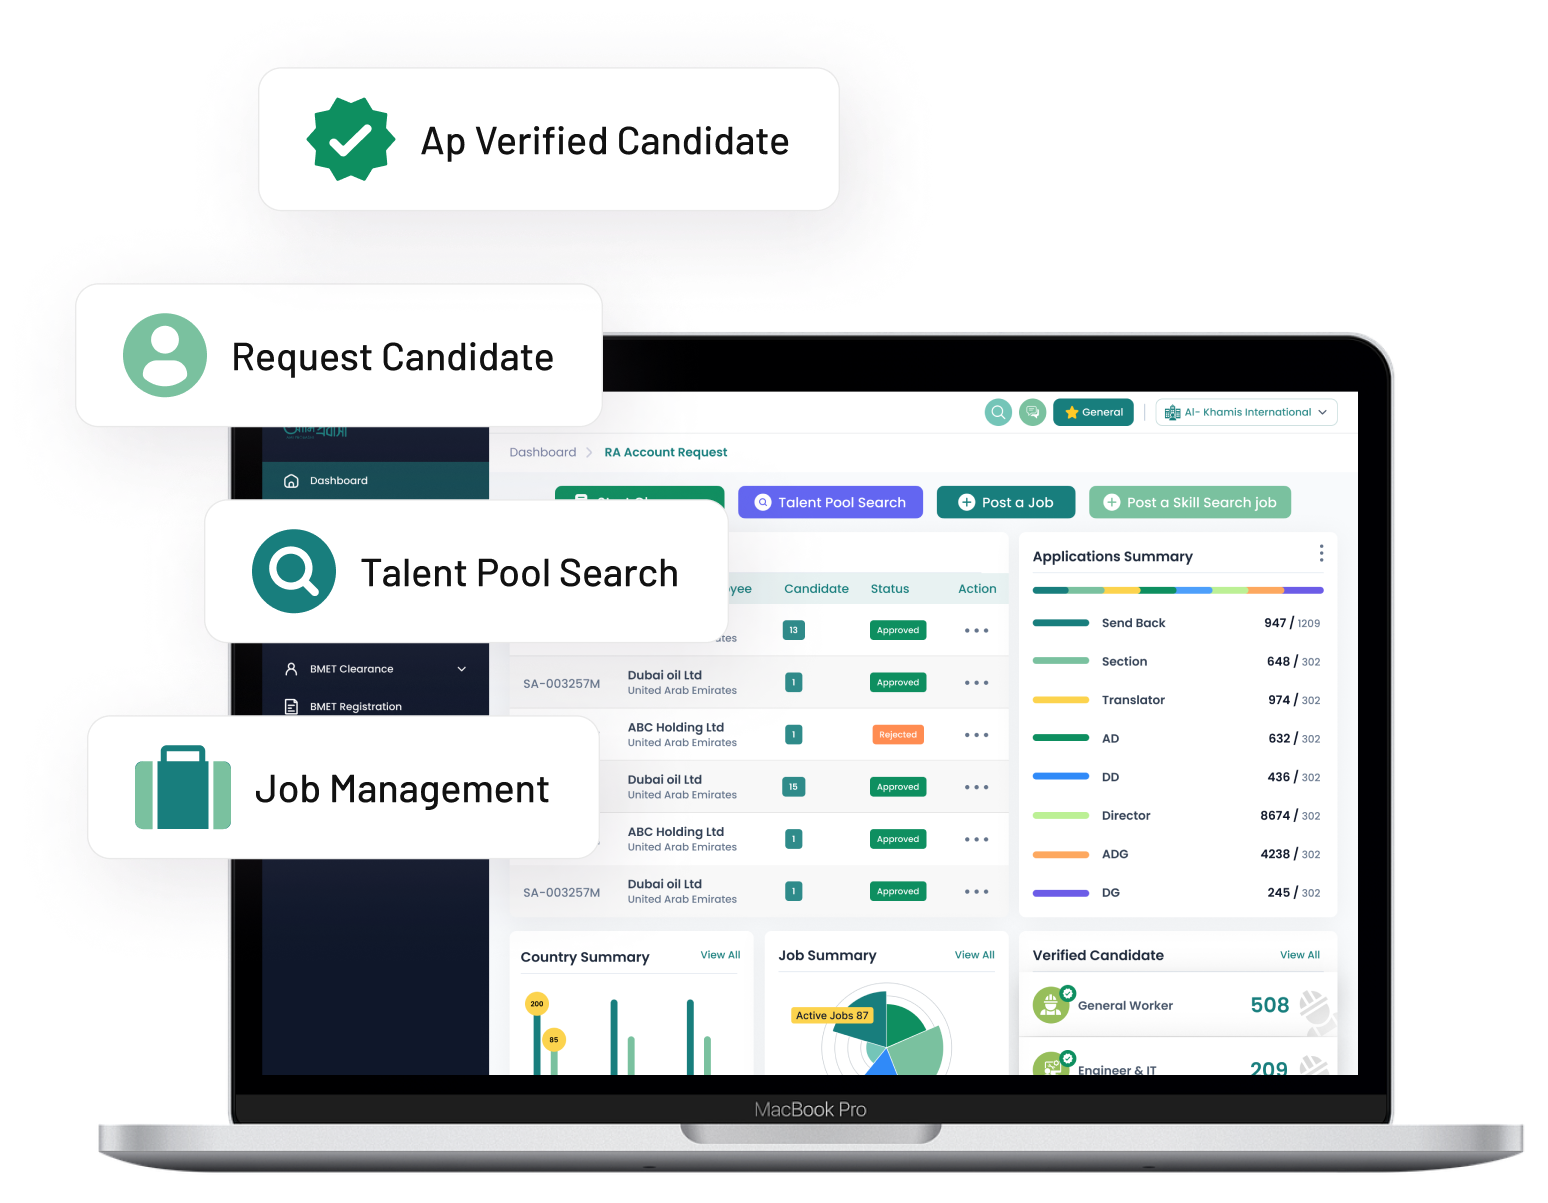 Ap Verified Candidate
Request Candidate
General
Al- Khamis International
Dashboard
RA Account Request
Dashboard
Talent Pool Search
Post a Job
Post a Skill Search job
Talent Pool Search
Candidate
Status
Action
13
Approved
SA-003257M
Dubai oil Ltd
United Arab Emirates
1
Approved
ABC Holding Ltd
United Arab Emirates
1
Rejected
Dubai oil Ltd
United Arab Emirates
15
Approved
ABC Holding Ltd
United Arab Emirates
1
Approved
SA-003257M
Dubai oil Ltd
United Arab Emirates
1
Approved
BMET Clearance
BMET Registration
Job Management
Applications Summary
Send Back 947 / 1209
Section 648 / 302
Translator 974 / 302
AD 632 / 302
DD 436 / 302
Director 8674 / 302
ADG 4238 / 302
DG 245 / 302
Country Summary
View All
200
85
Job Summary
View All
Active Jobs 87
Verified Candidate
View All
General Worker 508
Engineer & IT 209
MacBook Pro